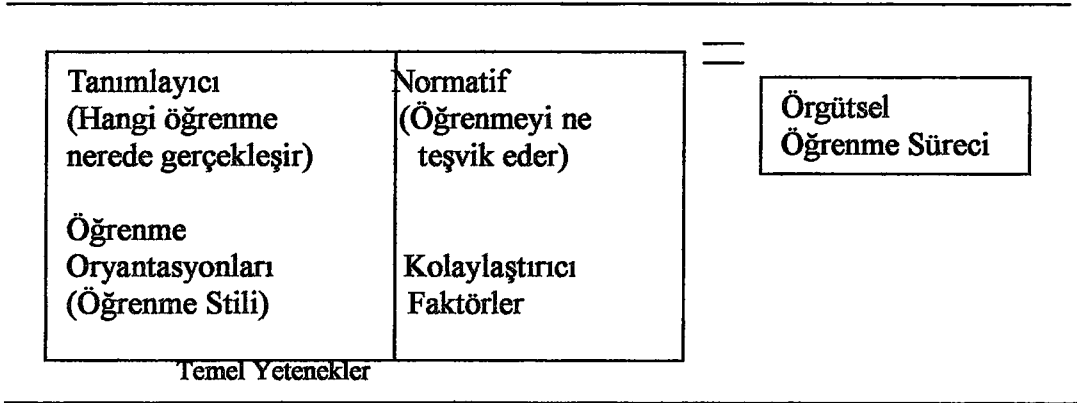 Tanımlayıcı
(Hangi öğrenme
nerede gerçekleşir)
Öğrenme
Oryantasyonları
(Öğrenme Stili)
Normatif
(Öğrenmeyi ne
teşvik eder)
Kolaylaştırıcı
Faktörler
=
Örgütsel
Öğrenme Süreci
Temel Yetenekler